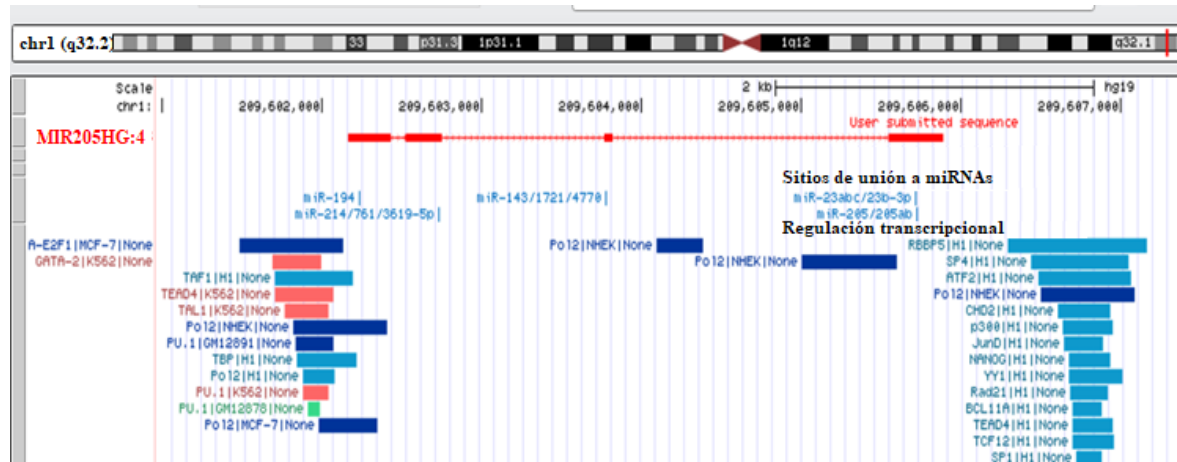 chr1 (q32.2) 33 p31.3 1p31.1 1q12 q32.1
Scale 2 kb hg19
chr1: 209,602,000 209,603,000 209,604,000 209,605,000 209,606,000 209,607,000
User submitted sequence
MIR205HG:4
Sitios de unión a miRNAs
miR-194 miR-143/1721/4770 miR-23abc/23b-3p
miR-214/761/3619-5p miR-205/205ab
Regulación transcripcional
A-E2F1|MCF-7|None Pol2|NHEK|None RBBP5|H1|None
GATA-2|K562|None Pol2|NHEK|None SP4|H1|None
TAF1|H1|None ATF2|H1|None
TEAD4|K562|None Pol2|NHEK|None
TAL1|K562|None CHD2|H1|None
Pol2|NHEK|None p300|H1|None
PU.1|GM12891|None JunD|H1|None
TBP|H1|None NANOG|H1|None
Pol2|H1|None YY1|H1|None
PU.1|K562|None Rad21|H1|None
PU.1|GM12878|None BCL11A|H1|None
Pol2|MCF-7|None TEAD4|H1|None
TCF12|H1|None
SP1|H1|None